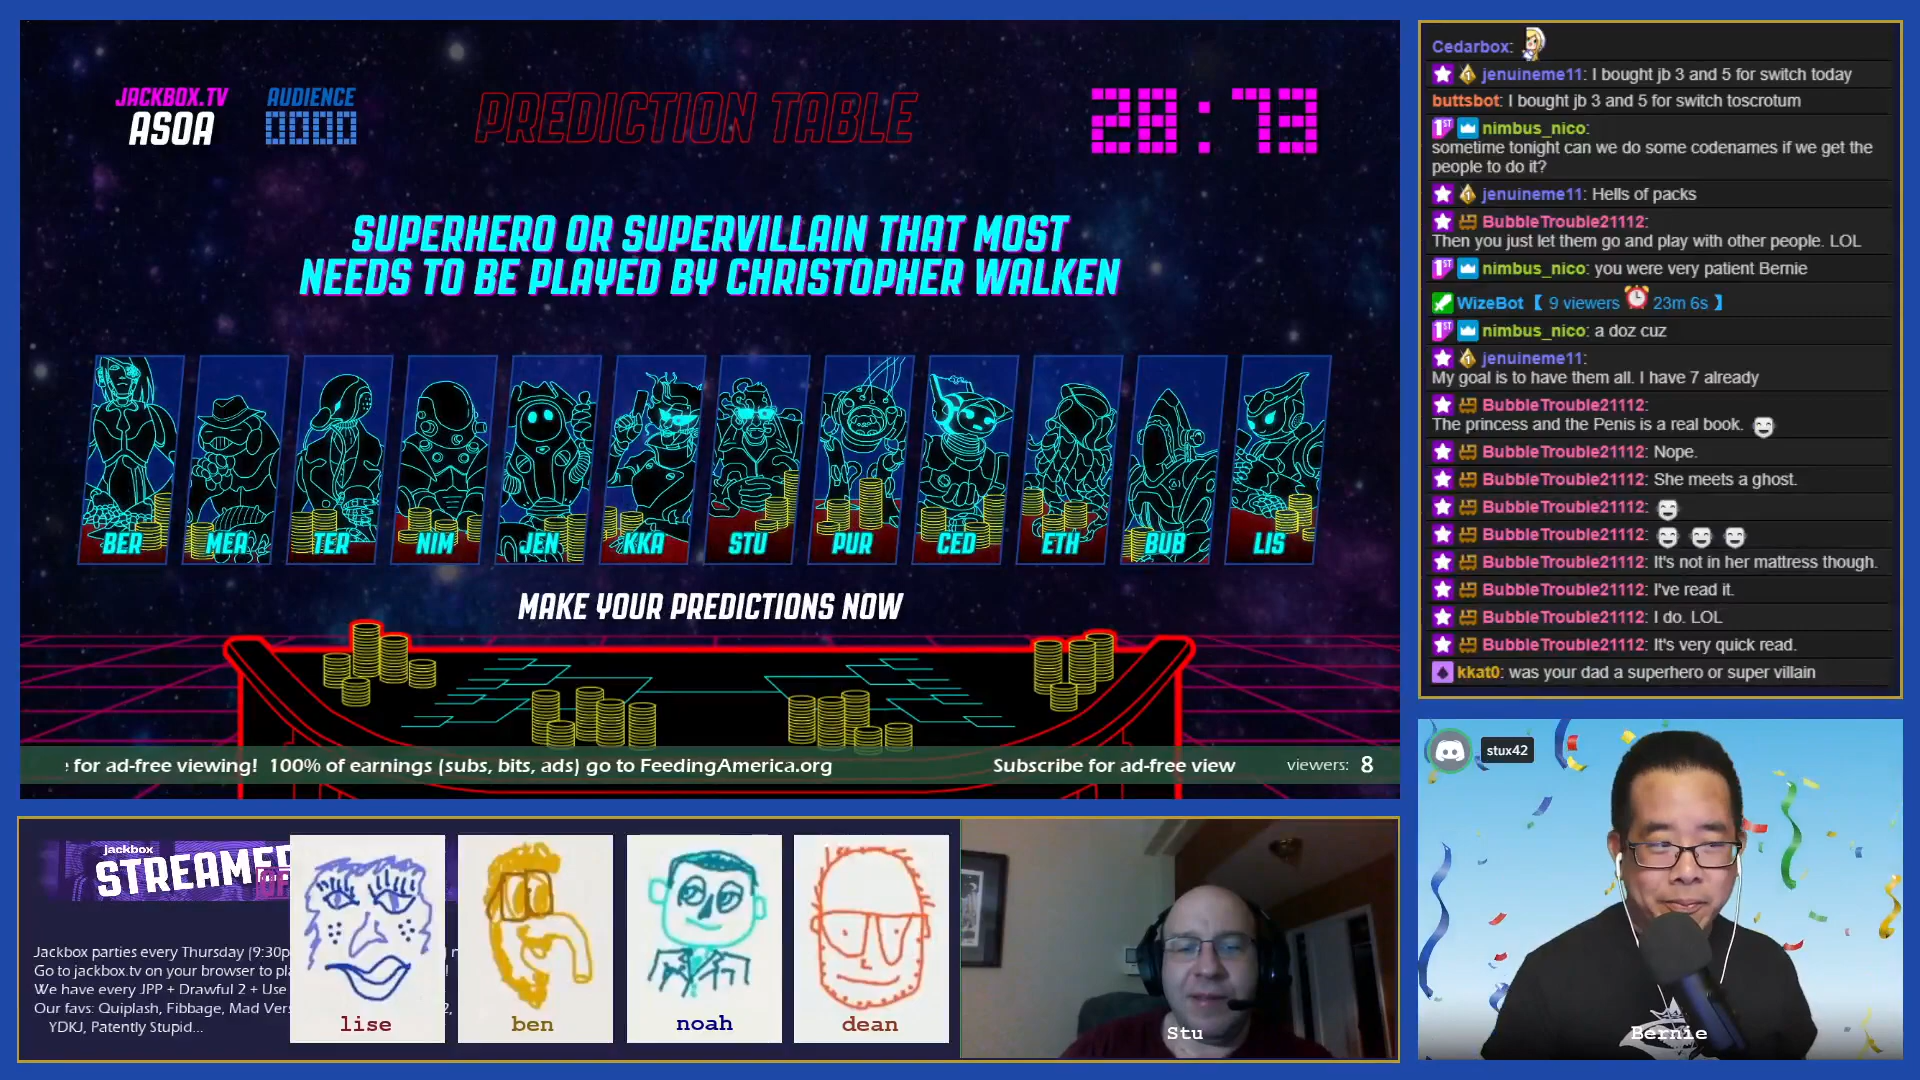 JACKBOX.TV
ASOA
AUDIENCE
0000
PREDICTION TABLE
28:73
SUPERHERO OR SUPERVILLAIN THAT MOST
NEEDS TO BE PLAYED BY CHRISTOPHER WALKEN
BER
MEA
TER
NIM
JEN
KKA
STU
PUR
CED
ETH
BUB
LIS
MAKE YOUR PREDICTIONS NOW
for ad-free viewing! 100% of earnings (subs, bits, ads) go to FeedingAmerica.org
Subscribe for ad-free view
viewers: 8
Cedarbox:
jenuineme11: I bought jb 3 and 5 for switch today
buttsbot: I bought jb 3 and 5 for switch toscrotum
1ST nimbus_nico:
sometime tonight can we do some codenames if we get the
people to do it?
jenuineme11: Hells of packs
BubbleTrouble21112:
Then you just let them go and play with other people. LOL
1ST nimbus_nico: you were very patient Bernie
WizeBot【 9 viewers 23m 6s 】
1ST nimbus_nico: a doz cuz
jenuineme11:
My goal is to have them all. I have 7 already
BubbleTrouble21112:
The princess and the Penis is a real book.
BubbleTrouble21112: Nope.
BubbleTrouble21112: She meets a ghost.
BubbleTrouble21112:
BubbleTrouble21112:
BubbleTrouble21112: It's not in her mattress though.
BubbleTrouble21112: I've read it.
BubbleTrouble21112: I do. LOL
BubbleTrouble21112: It's very quick read.
kkat0: was your dad a superhero or super villain
jackbox
STREAMER
Jackbox parties every Thursday (9:30p
Go to jackbox.tv on your browser to pla
We have every JPP + Drawful 2 + Use
Our favs: Quiplash, Fibbage, Mad Vers
YDKJ, Patently Stupid...
lise
ben
noah
dean
Stu
stux42
Bernie